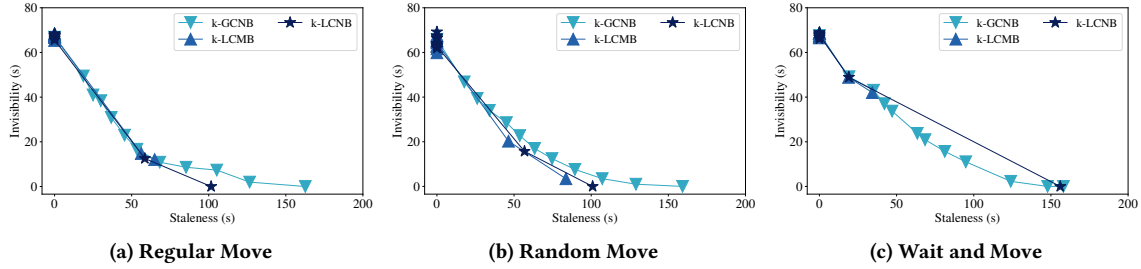 80
60
40
20
0
Invisibility (s)
k-GCNB
k-LCMB
k-LCNB
0 50 100 150 200
Staleness (s)
(a) Regular Move
80
60
40
20
0
Invisibility (s)
k-GCNB
k-LCMB
k-LCNB
0 50 100 150 200
Staleness (s)
(b) Random Move
80
60
40
20
0
Invisibility (s)
k-GCNB
k-LCMB
k-LCNB
0 50 100 150 200
Staleness (s)
(c) Wait and Move